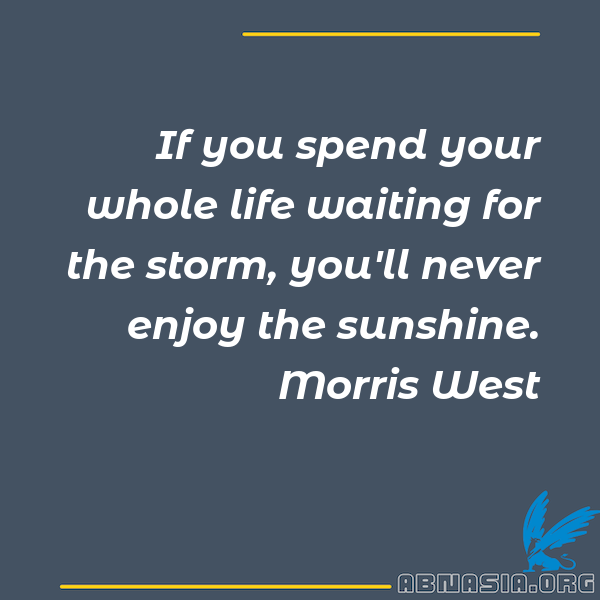 If you spend your
whole life waiting for
the storm, you'll never
enjoy the sunshine.
Morris West
ABNASIA.ORG